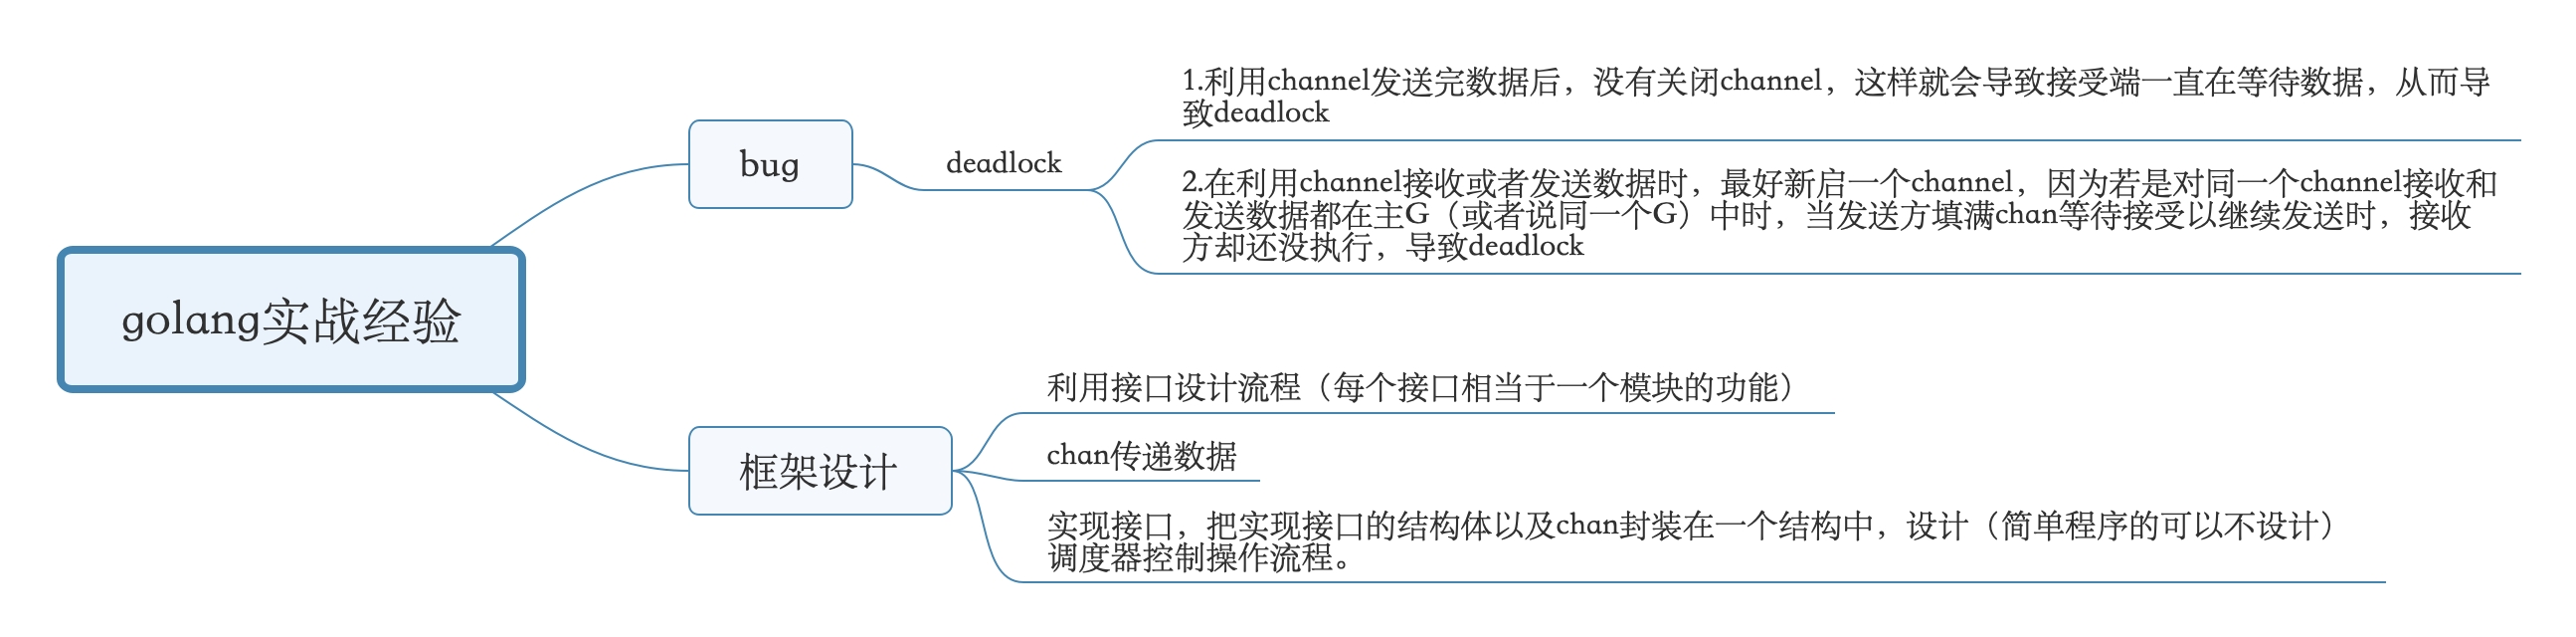 golang实战经验
bug
deadlock
1.利用channel发送完数据后，没有关闭channel，这样就会导致接受端一直在等待数据，从而导
致deadlock
2.在利用channel接收或者发送数据时，最好新启一个channel，因为若是对同一个channel接收和
发送数据都在主G（或者说同一个G）中时，当发送方填满chan等待接受以继续发送时，接收
方却还没执行，导致deadlock
框架设计
利用接口设计流程（每个接口相当于一个模块的功能）
chan传递数据
实现接口，把实现接口的结构体以及chan封装在一个结构中，设计（简单程序的可以不设计）
调度器控制操作流程。